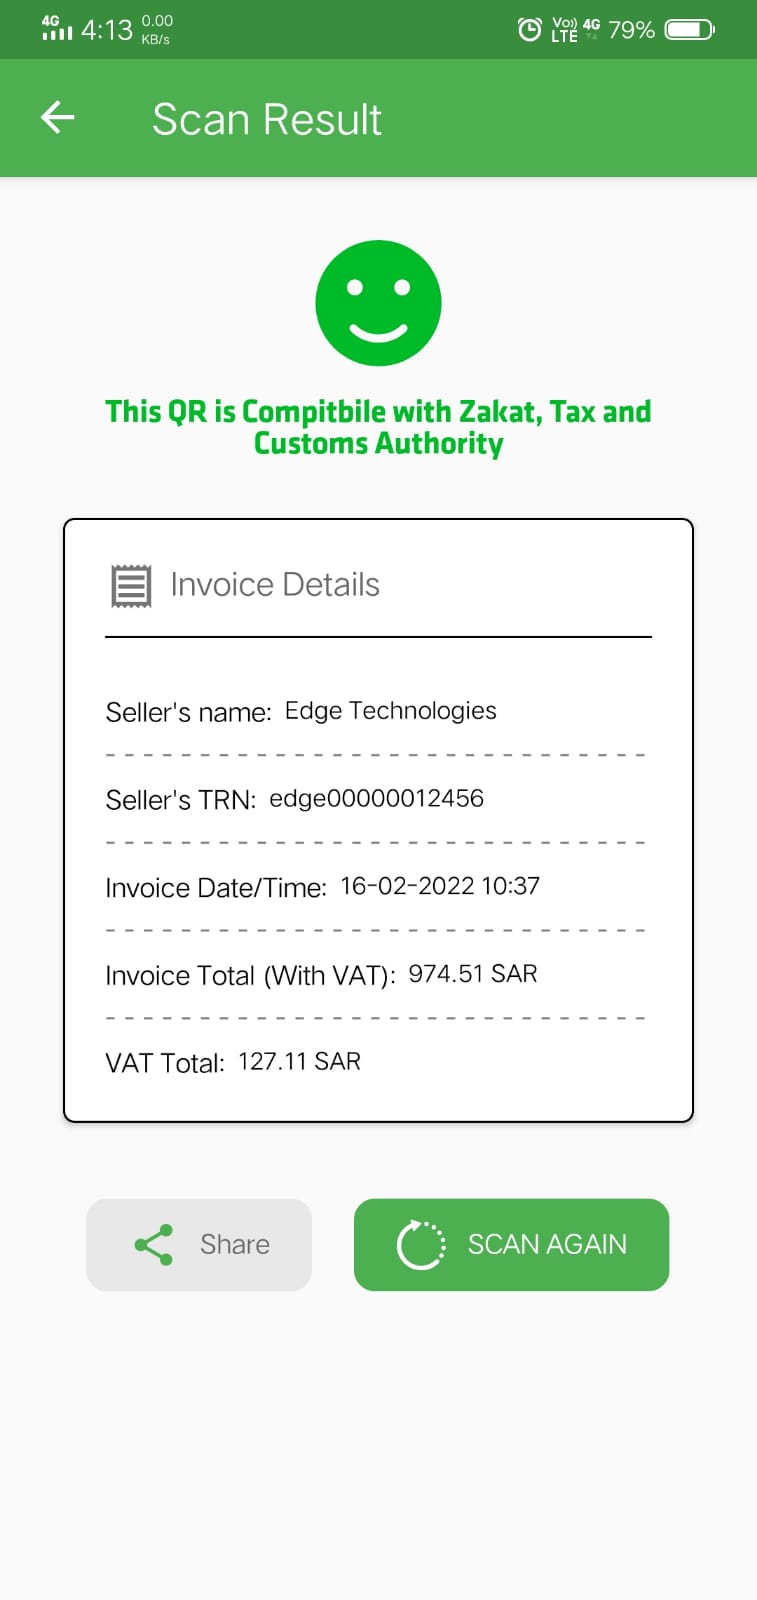 4G 4:13 0.00 KB/s Vo)) LTE 4G 79%
Scan Result
This QR is Compitbile with Zakat, Tax and
Customs Authority
Invoice Details
Seller's name: Edge Technologies
Seller's TRN: edge00000012456
Invoice Date/Time: 16-02-2022 10:37
Invoice Total (With VAT): 974.51 SAR
VAT Total: 127.11 SAR
Share
SCAN AGAIN